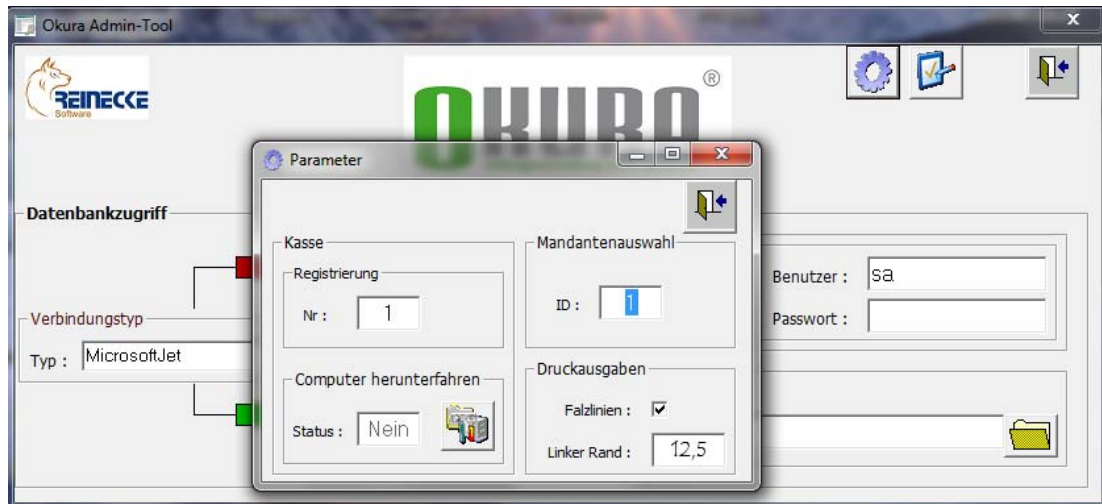 Okura Admin-Tool
x
REINECKE
Software
OKURA
®
Datenbankzugriff
Verbindungstyp
Typ : MicrosoftJet
Benutzer : sa
Passwort :
Parameter
Kasse
Registrierung
Nr : 1
Computer herunterfahren
Status : Nein
Mandantenauswahl
ID : 1
Druckausgaben
Falzlinien :
Linker Rand : 12,5